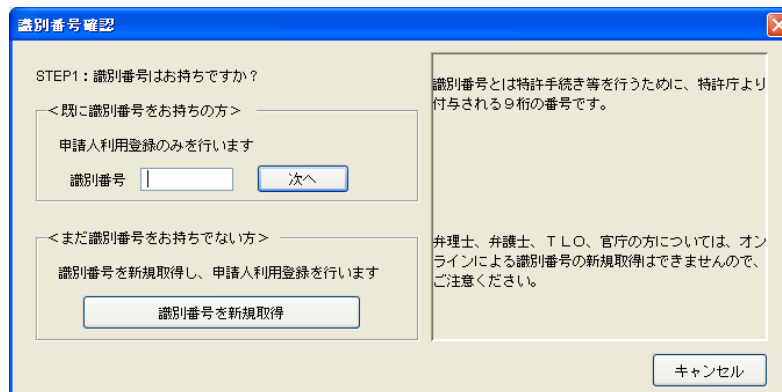 識別番号確認
STEP1：識別番号はお持ちですか？
＜既に識別番号をお持ちの方＞
申請人利用登録のみを行います
識別番号
次へ
＜まだ識別番号をお持ちでない方＞
識別番号を新規取得し、申請人利用登録を行います
識別番号を新規取得
識別番号とは特許手続き等を行うために、特許庁より
付与される９桁の番号です。
弁理士、弁護士、ＴＬＯ、官庁の方については、オン
ラインによる識別番号の新規取得はできませんので、
ご注意ください。
キャンセル